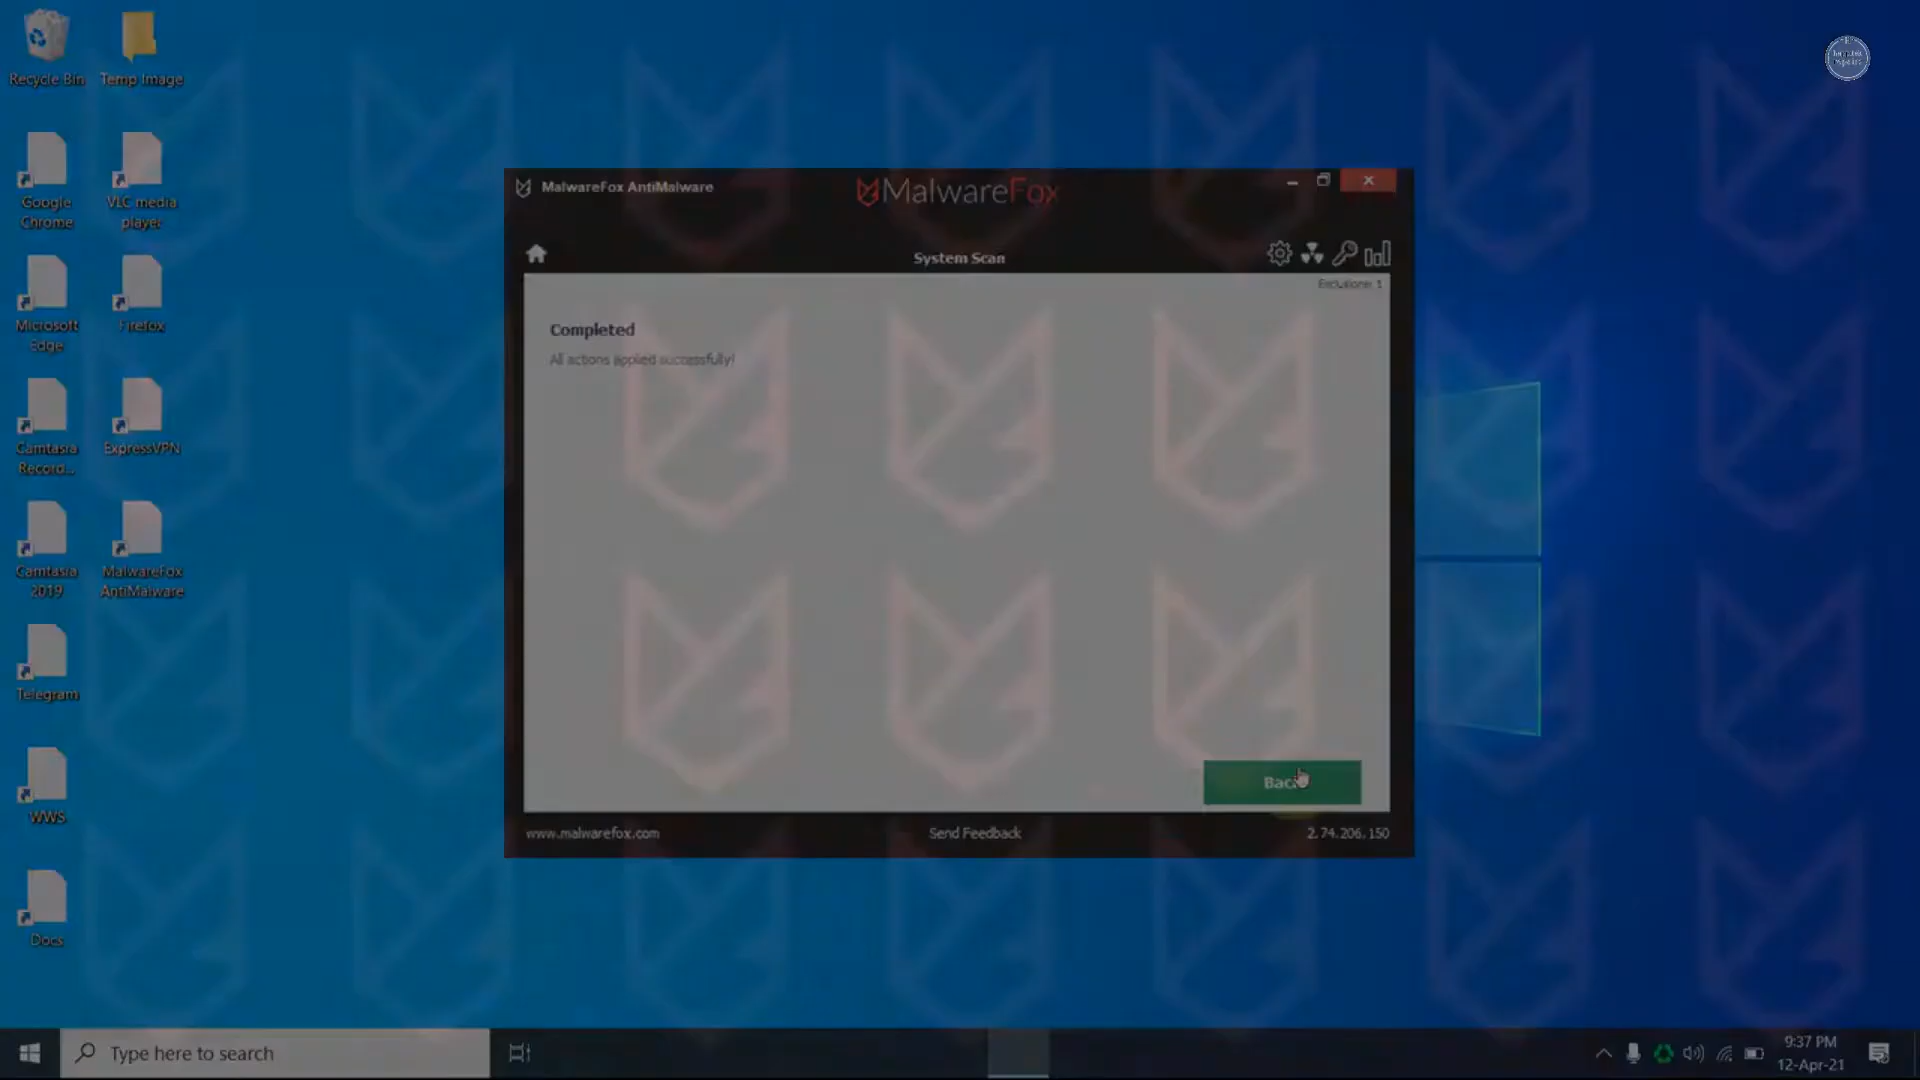 Recycle Bin
Temp Image
Google
Chrome
VLC media
player
Microsoft
Edge
Firefox
Camtasia
Record...
ExpressVPN
Camtasia
2019
MalwareFox
AntiMalware
Telegram
WWS
Docs
MalwareFox AntiMalware
MalwareFox
System Scan
Exclusions: 1
Completed
All actions applied successfully!
Back
www.malwarefox.com
Send Feedback
2.74.206.150
Type here to search
9:37 PM
12-Apr-21